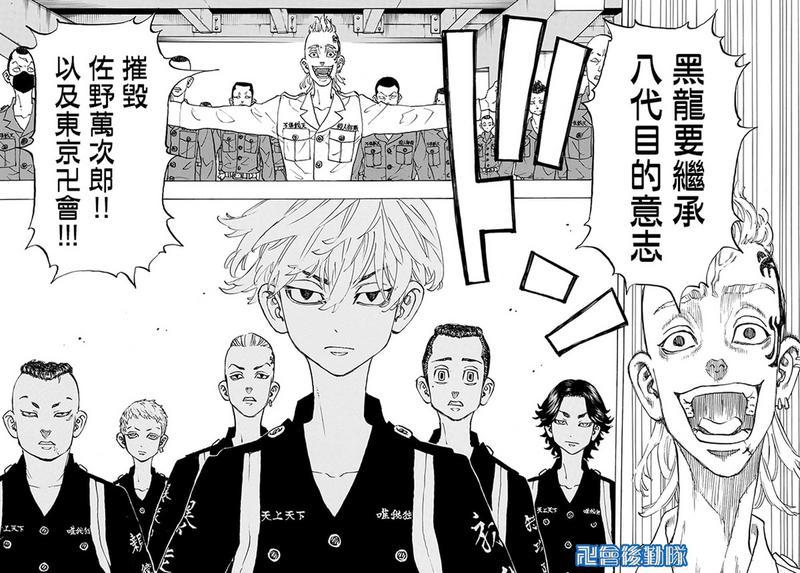 黑龍要繼承
八代目的意志
摧毀
佐野萬次郎!!
以及東京卍會!!!
ドドン
天上天下
唯我独
卍會後勤隊